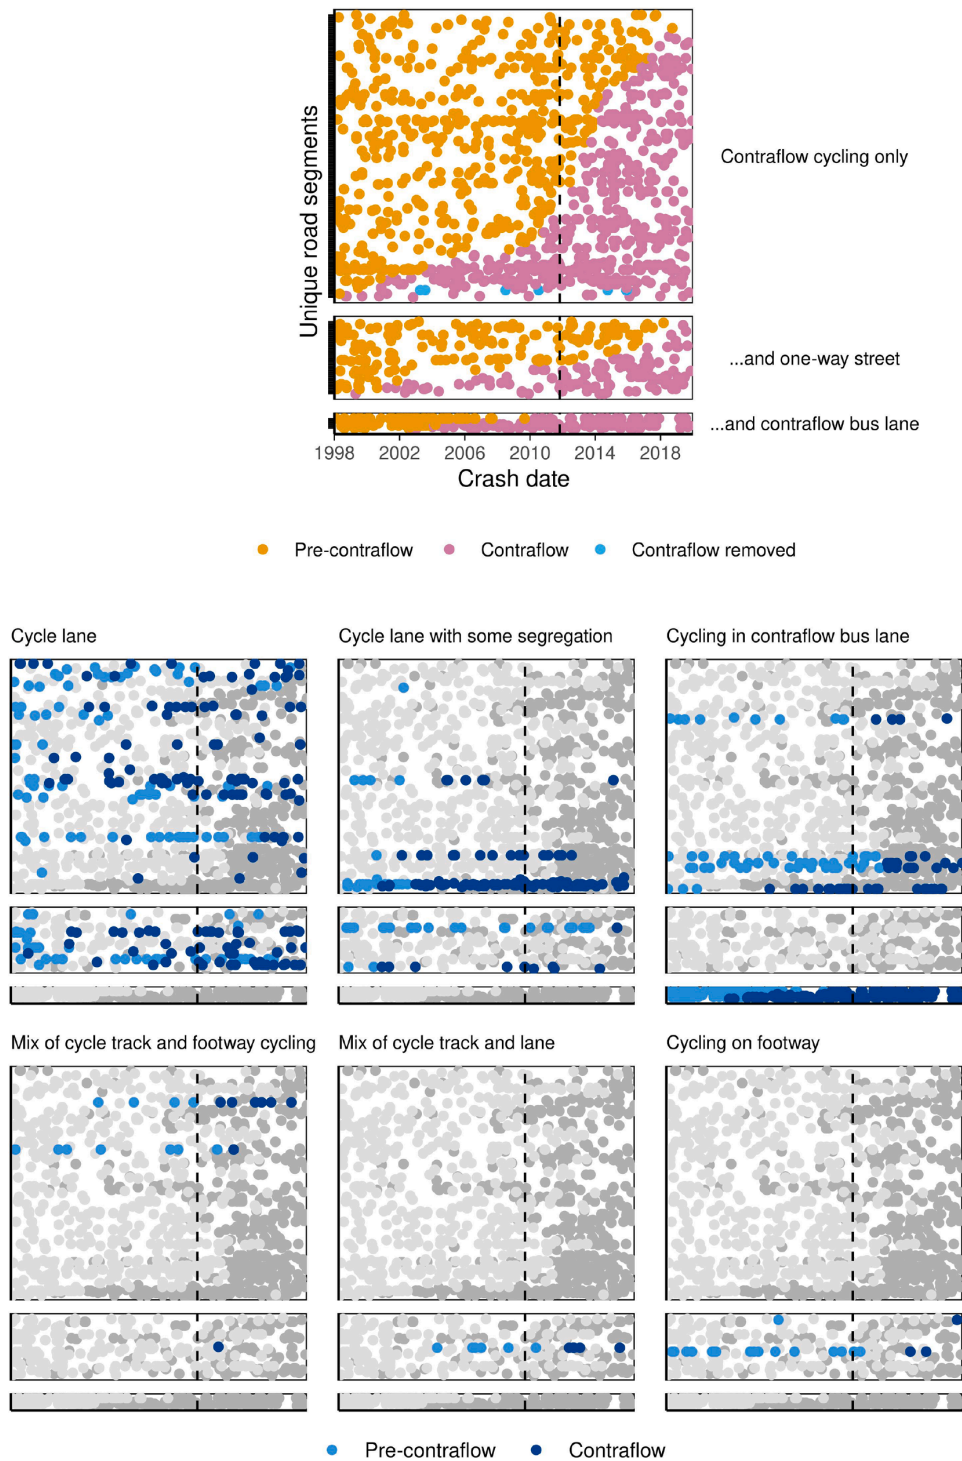 Unique road segments
Contraflow cycling only
...and one-way street
...and contraflow bus lane
1998 2002 2006 2010 2014 2018
Crash date
Pre-contraflow Contraflow Contraflow removed
Cycle lane Cycle lane with some segregation Cycling in contraflow bus lane
Mix of cycle track and footway cycling Mix of cycle track and lane Cycling on footway
Pre-contraflow Contraflow